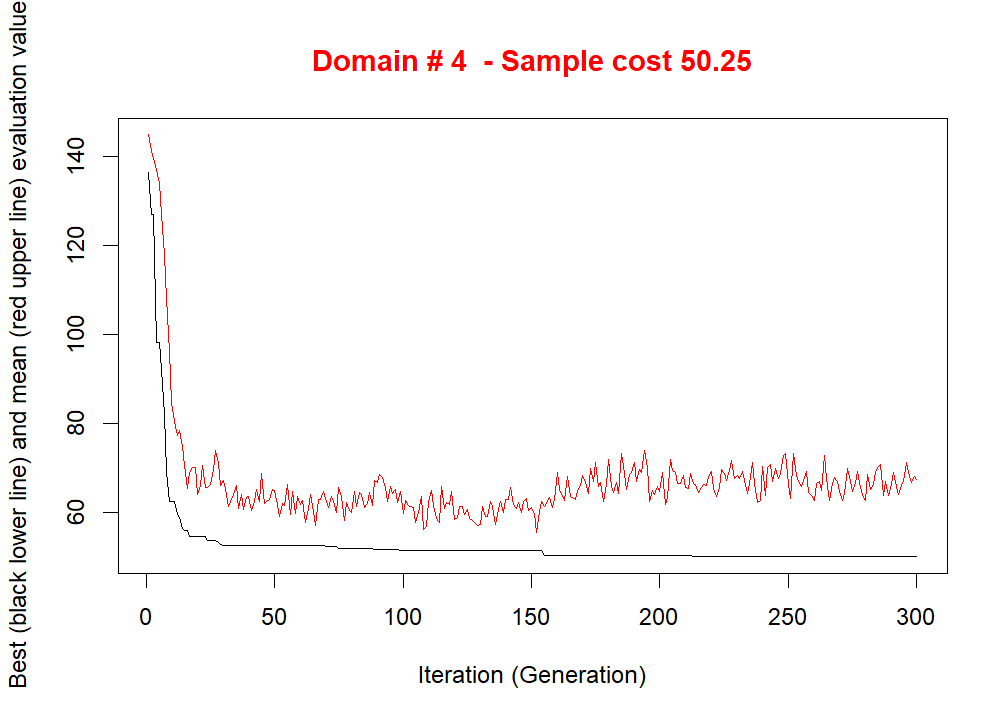 Domain # 4  - Sample cost 50.25
Best (black lower line) and mean (red upper line) evaluation value
140
120
100
80
60
0 50 100 150 200 250 300
Iteration (Generation)